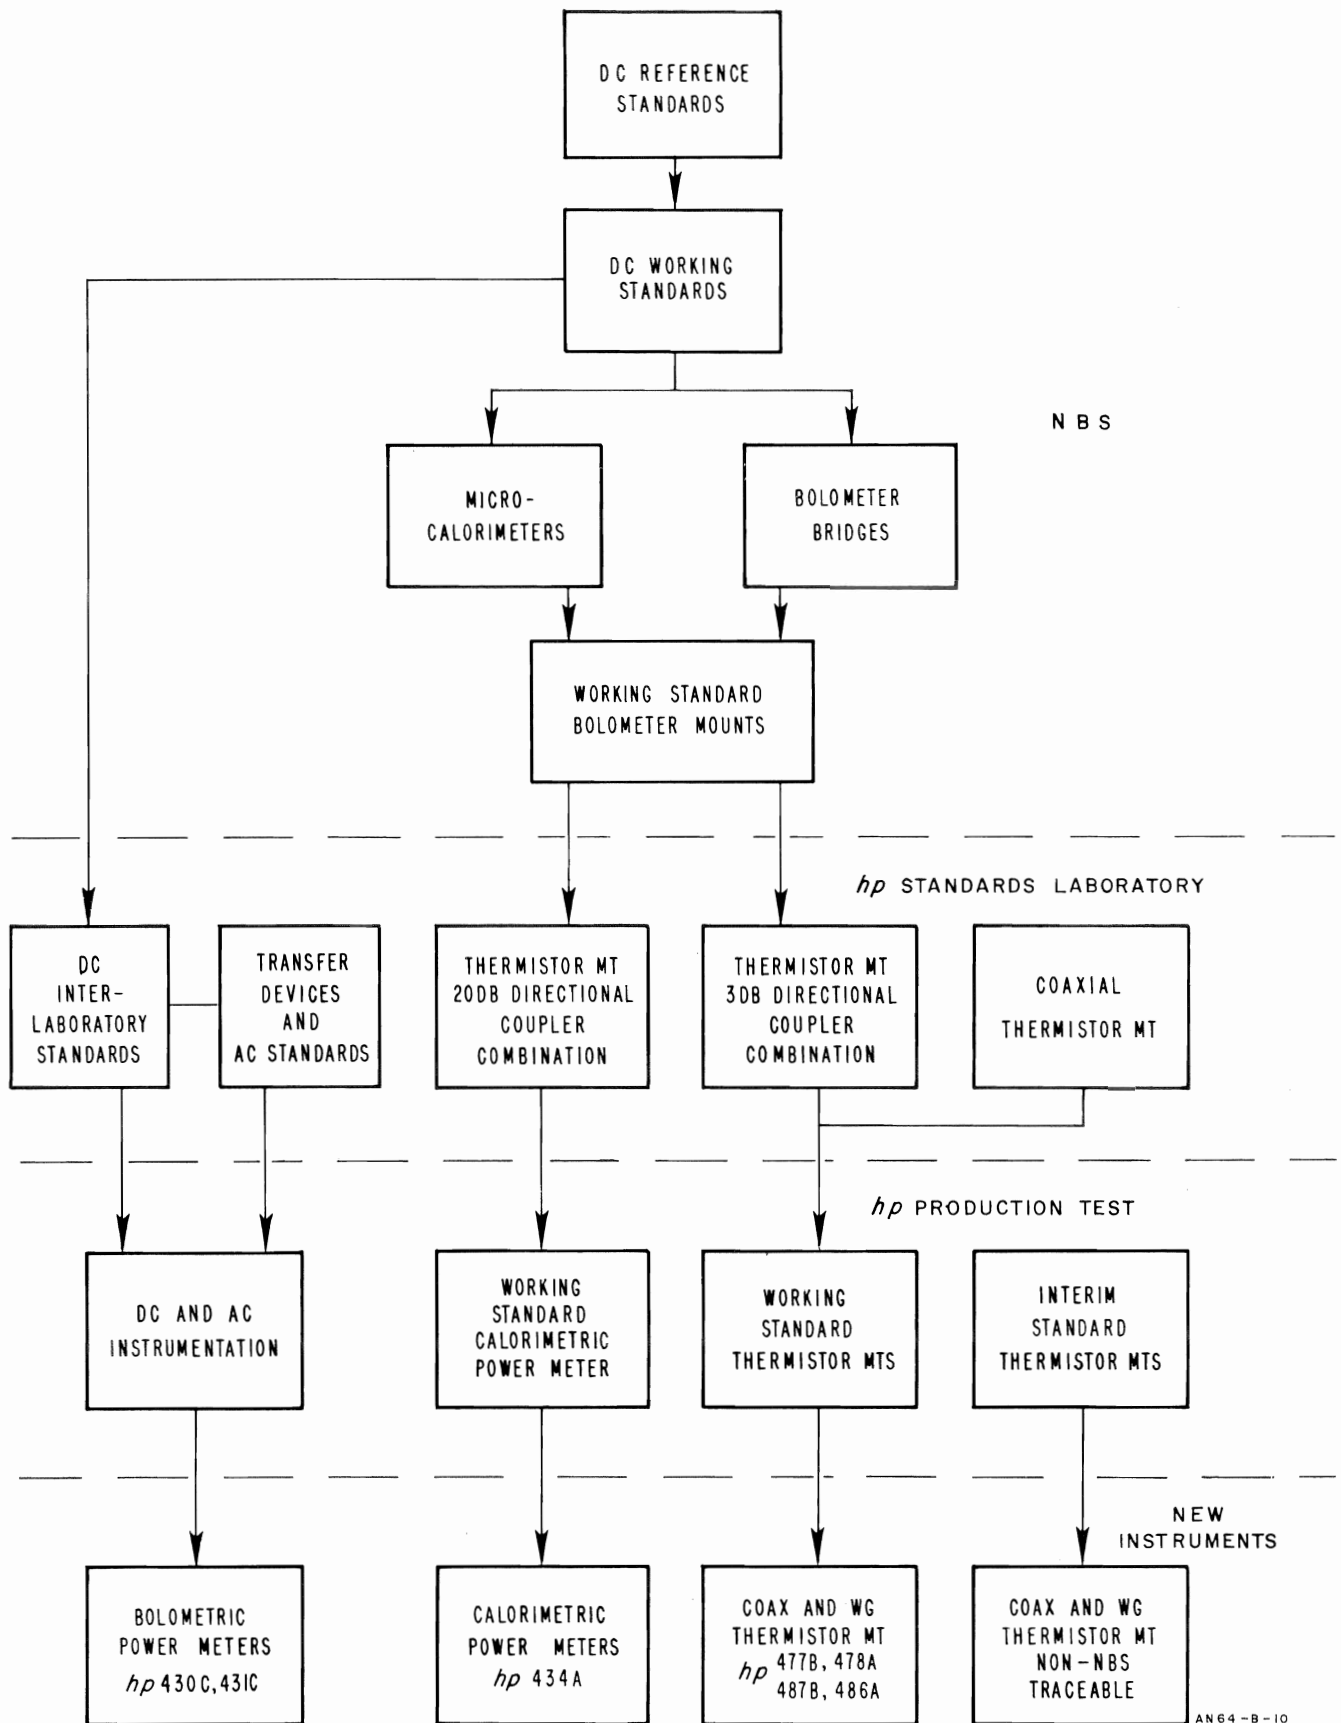 DC REFERENCE
STANDARDS
DC WORKING
STANDARDS
NBS
MICRO-
CALORIMETERS
BOLOMETER
BRIDGES
WORKING STANDARD
BOLOMETER MOUNTS
hp STANDARDS LABORATORY
DC
INTER-
LABORATORY
STANDARDS
TRANSFER
DEVICES
AND
AC STANDARDS
THERMISTOR MT
20DB DIRECTIONAL
COUPLER
COMBINATION
THERMISTOR MT
3DB DIRECTIONAL
COUPLER
COMBINATION
COAXIAL
THERMISTOR MT
hp PRODUCTION TEST
DC AND AC
INSTRUMENTATION
WORKING
STANDARD
CALORIMETRIC
POWER METER
WORKING
STANDARD
THERMISTOR MTS
INTERIM
STANDARD
THERMISTOR MTS
NEW
INSTRUMENTS
BOLOMETRIC
POWER METERS
hp 430C, 431C
CALORIMETRIC
POWER METERS
hp 434A
COAX AND WG
THERMISTOR MT
hp 477B, 478A
487B, 486A
COAX AND WG
THERMISTOR MT
NON-NBS
TRACEABLE
AN64-B-10